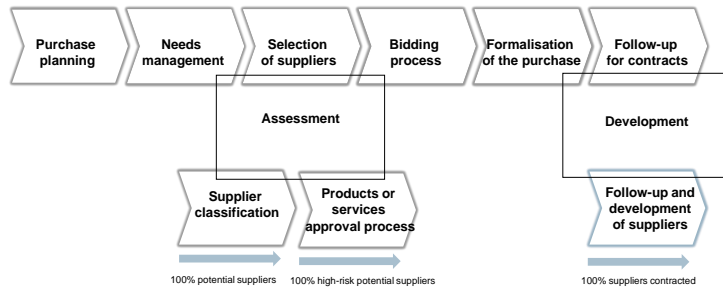 Purchase
planning
Needs
management
Selection
of suppliers
Bidding
process
Formalisation
of the purchase
Follow-up
for contracts
Assessment
Development
Supplier
classification
Products or
services
approval process
Follow-up and
development
of suppliers
100% potential suppliers
100% high-risk potential suppliers
100% suppliers contracted